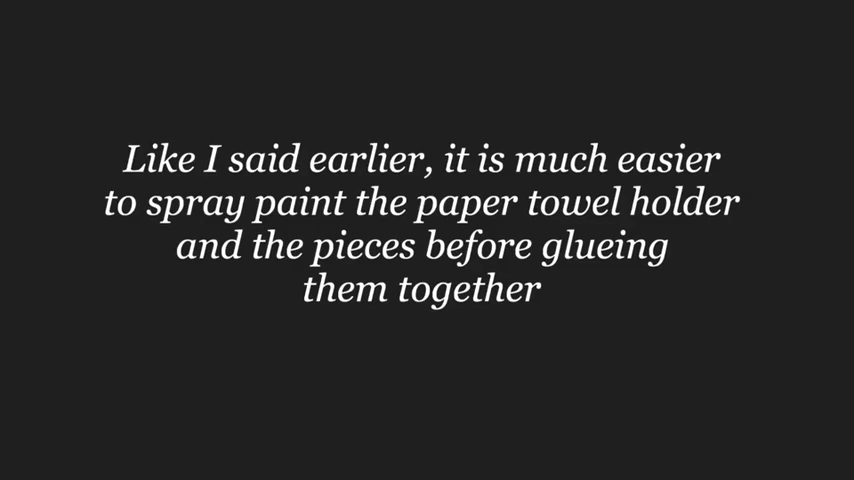 Like I said earlier, it is much easier
to spray paint the paper towel holder
and the pieces before glueing
them together